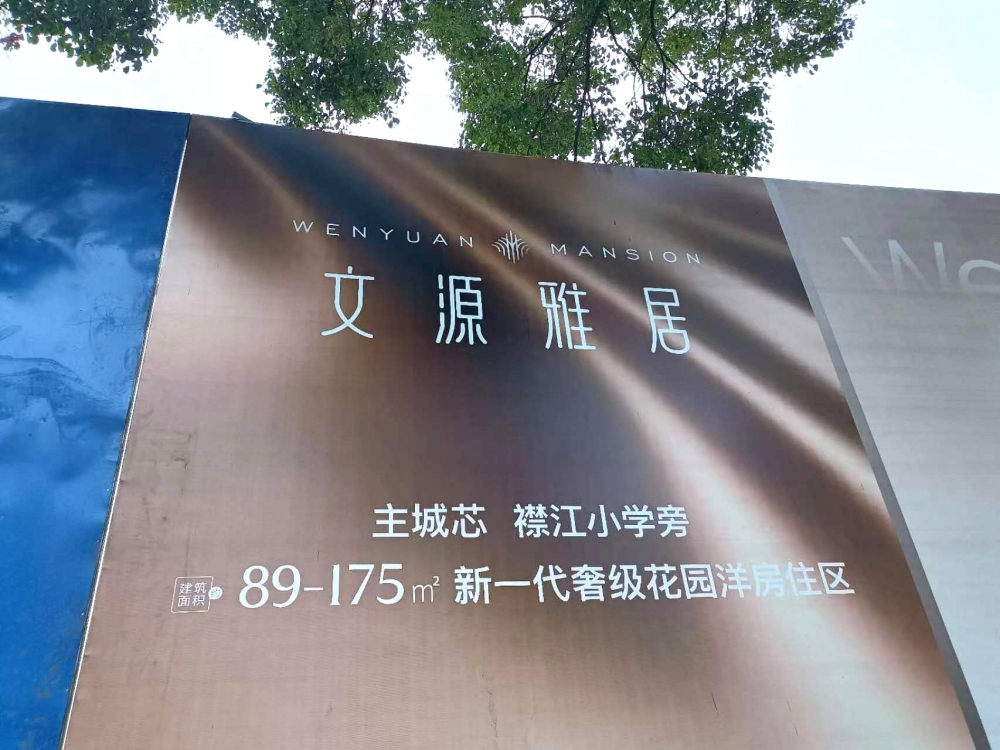 WENYUAN MANSION
文源雅居
主城芯 襟江小学旁
建筑面积 约 89-175㎡ 新一代奢级花园洋房住区
We